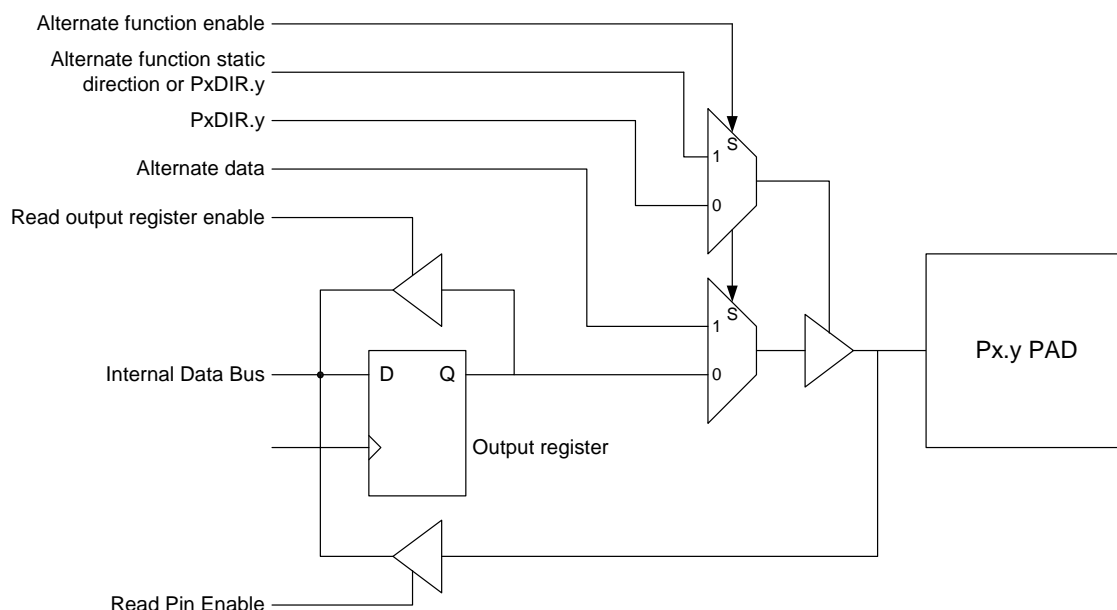 Alternate function enable
Alternate function static
direction or PxDIR.y
PxDIR.y
Alternate data
Read output register enable
S
1
0
S
1
0
Px.y PAD
Internal Data Bus
D
Q
Output register
Read Pin Enable